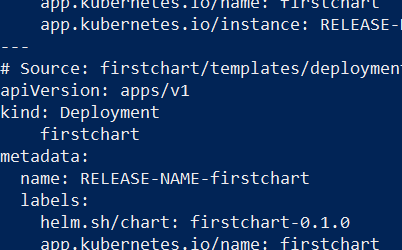 app.kubernetes.io/name: firstchart
    app.kubernetes.io/instance: RELEASE-
---
# Source: firstchart/templates/deployment
apiVersion: apps/v1
kind: Deployment
    firstchart
metadata:
  name: RELEASE-NAME-firstchart
  labels:
    helm.sh/chart: firstchart-0.1.0
    app.kubernetes.io/name: firstchart